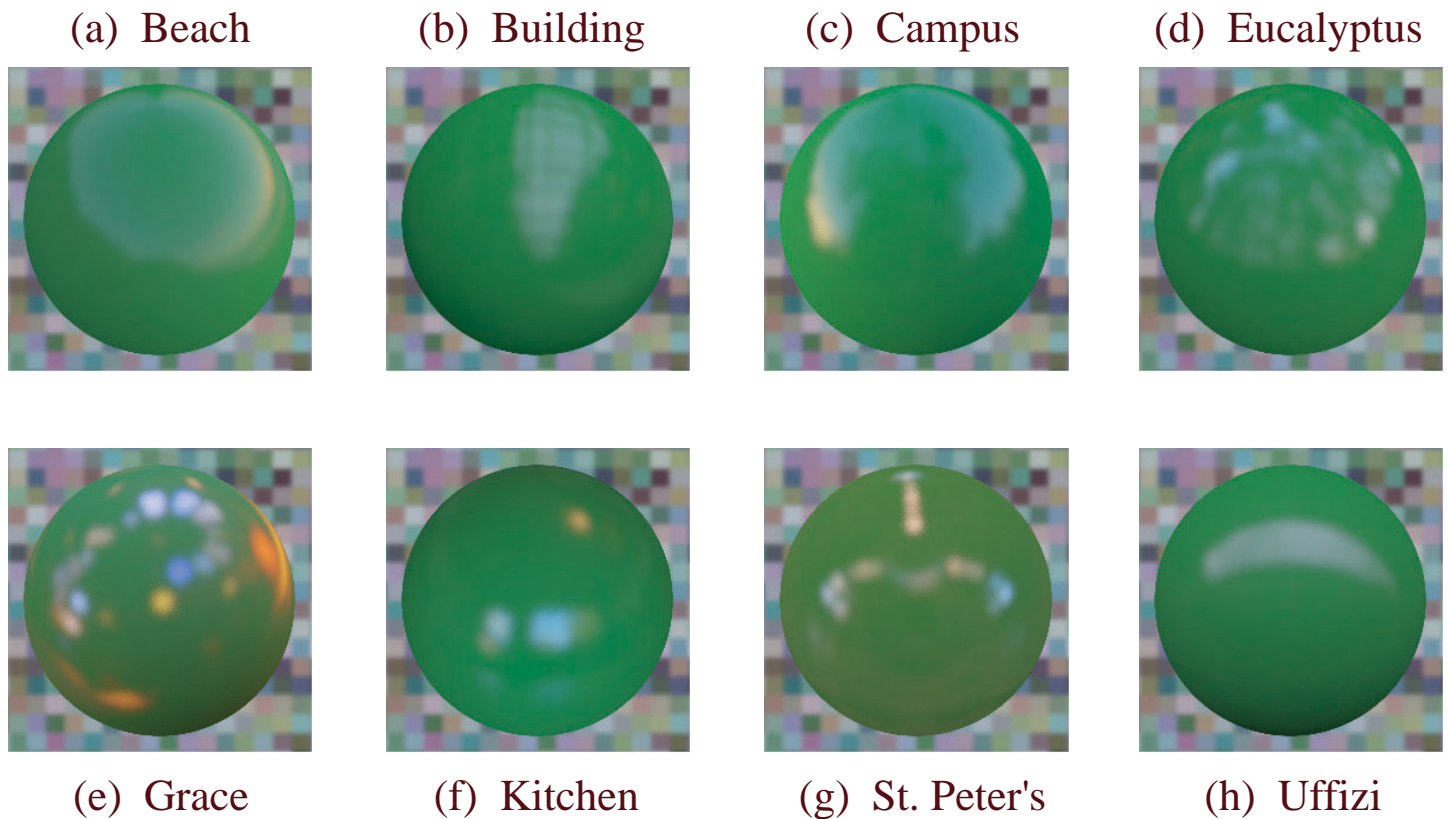 (a) Beach
(b) Building
(c) Campus
(d) Eucalyptus
(e) Grace
(f) Kitchen
(g) St. Peter's
(h) Uffizi